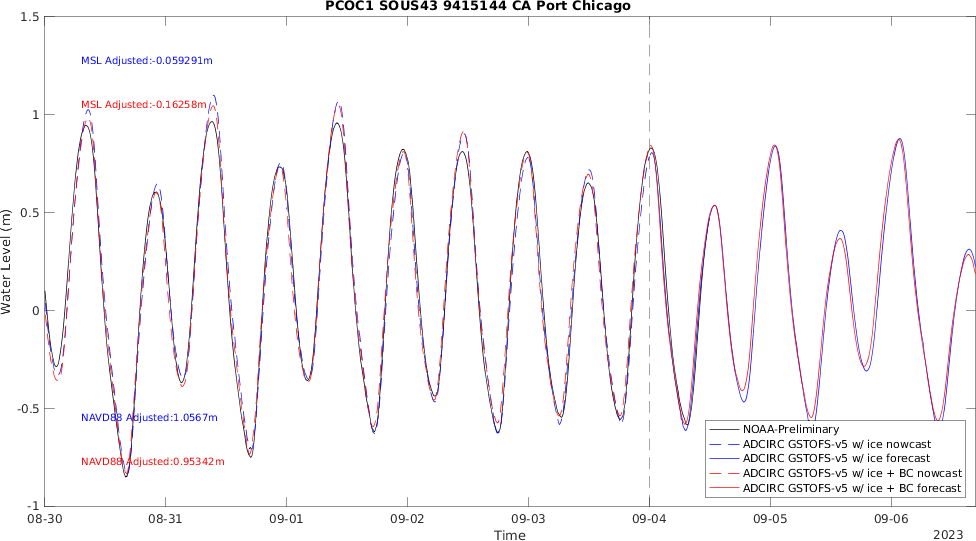 PCOC1 SOUS43 9415144 CA Port Chicago
1.5
MSL Adjusted:-0.059291m
MSL Adjusted:-0.16258m
1
0.5
Water Level (m)
0
-0.5
NAVD88 Adjusted:1.0567m
NAVD88 Adjusted:0.95342m
-1
NOAA-Preliminary
ADCIRC GSTOFS-v5 w/ ice nowcast
ADCIRC GSTOFS-v5 w/ ice forecast
ADCIRC GSTOFS-v5 w/ ice + BC nowcast
ADCIRC GSTOFS-v5 w/ ice + BC forecast
08-30 08-31 09-01 09-02 09-03 09-04 09-05 09-06
Time
2023